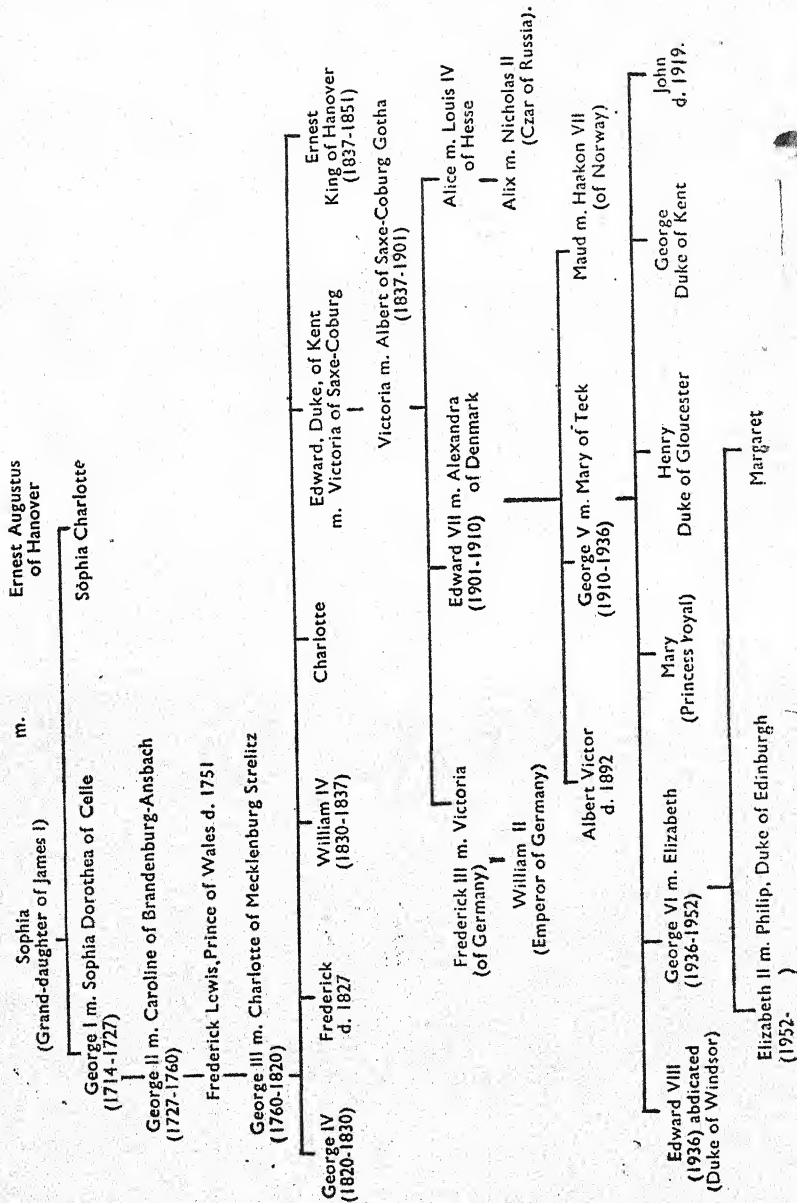 Sophia m. Ernest Augustus
(Grand-daughter of James I) of Hanover
George I m. Sophia Dorothea of Celle
(1714-1727)
Sophia Charlotte
George II m. Caroline of Brandenburg-Ansbach
(1727-1760)
Frederick Lewis, Prince of Wales d. 1751
George III m. Charlotte of Mecklenburg Strelitz
(1760-1820)
George IV
(1820-1830)
Frederick
d. 1827
William IV
(1830-1837)
Charlotte
Edward, Duke, of Kent
m. Victoria of Saxe-Coburg
Ernest
King of Hanover
(1837-1851)
Victoria m. Albert of Saxe-Coburg Gotha
(1837-1901)
Frederick III m. Victoria
(of Germany)
Edward VII m. Alexandra
(1901-1910) of Denmark
Alice m. Louis IV
of Hesse
William II
(Emperor of Germany)
Alix m. Nicholas II
(Czar of Russia).
Albert Victor
d. 1892
George V m. Mary of Teck
(1910-1936)
Maud m. Haakon VII
(of Norway)
Edward VIII
(1936) abdicated
(Duke of Windsor)
George VI m. Elizabeth
(1936-1952)
Mary
(Princess Royal)
Henry
Duke of Gloucester
George
Duke of Kent
John
d. 1919.
Elizabeth II m. Philip, Duke of Edinburgh
(1952- )
Margaret